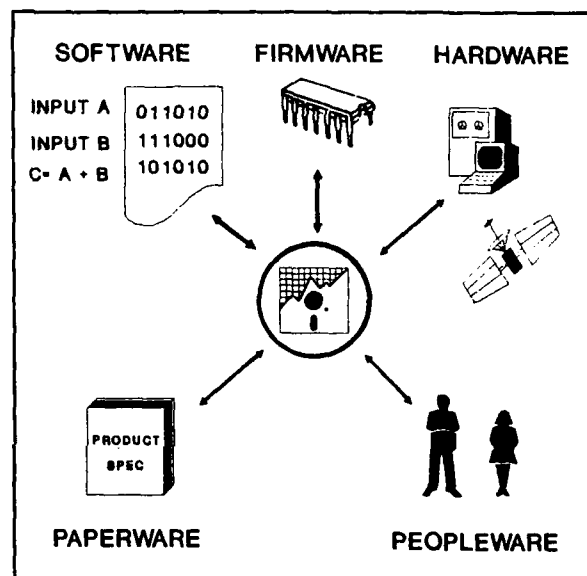 SOFTWARE
FIRMWARE
HARDWARE
INPUT A 011010
INPUT B 111000
C= A + B 101010
PRODUCT
SPEC
PAPERWARE
PEOPLEWARE